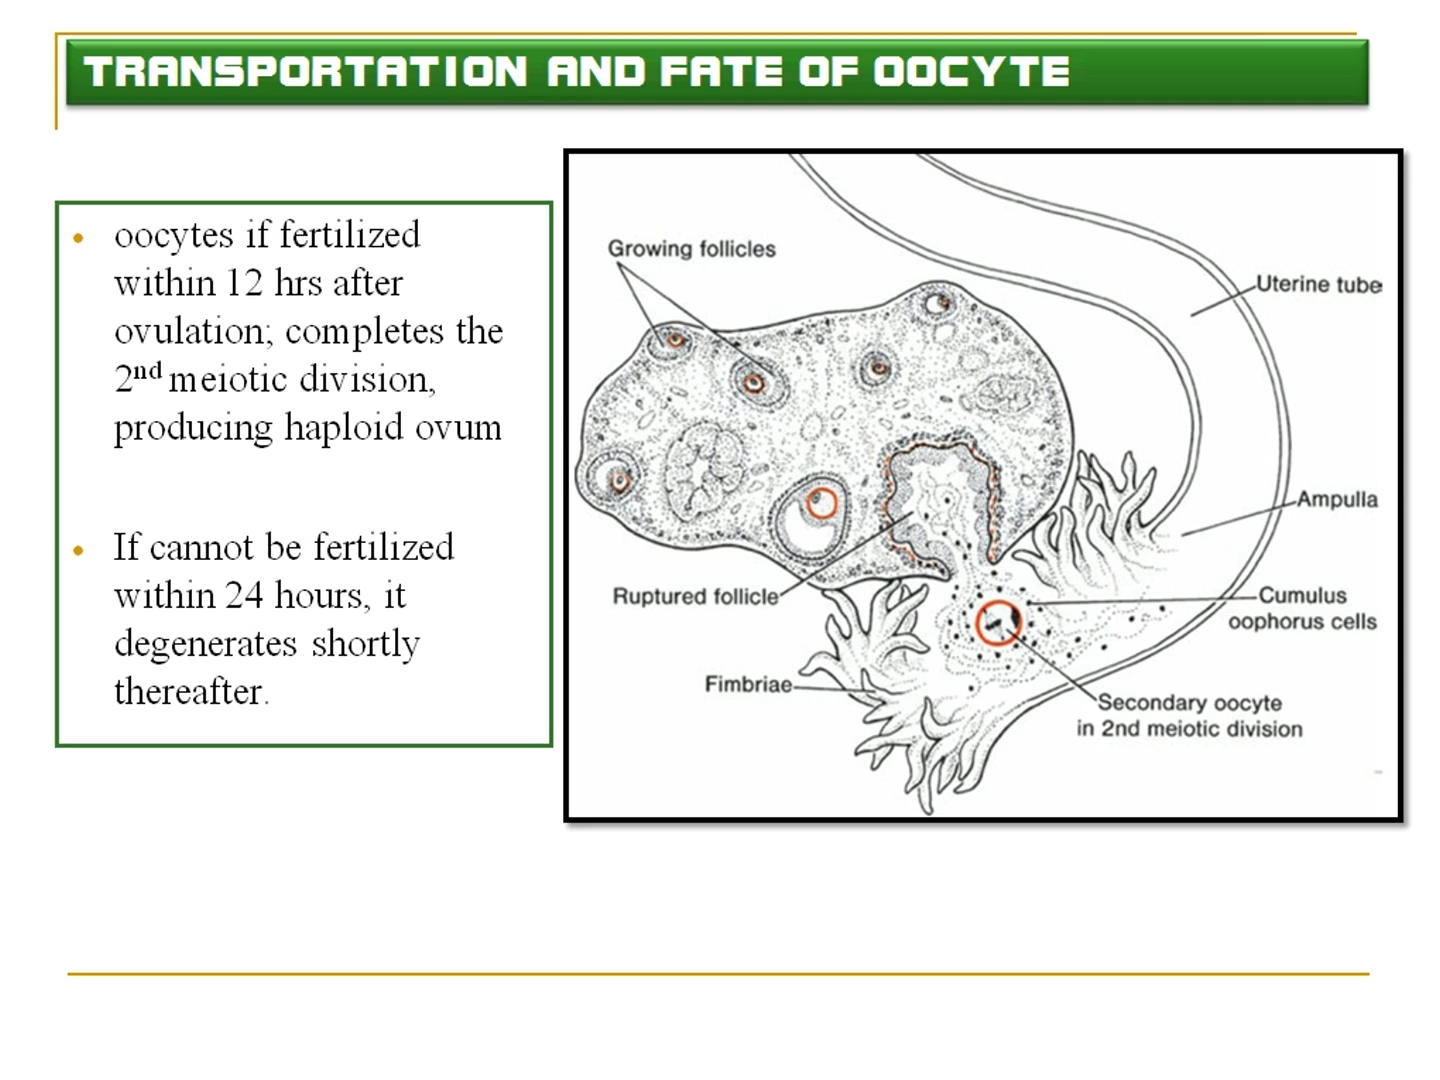 TRANSPORTATION AND FATE OF OOCYTE
• oocytes if fertilized
within 12 hrs after
ovulation; completes the
2nd meiotic division,
producing haploid ovum
• If cannot be fertilized
within 24 hours, it
degenerates shortly
thereafter.
Growing follicles
Uterine tube
Ampulla
Ruptured follicle
Cumulus
oophorus cells
Fimbriae
Secondary oocyte
in 2nd meiotic division